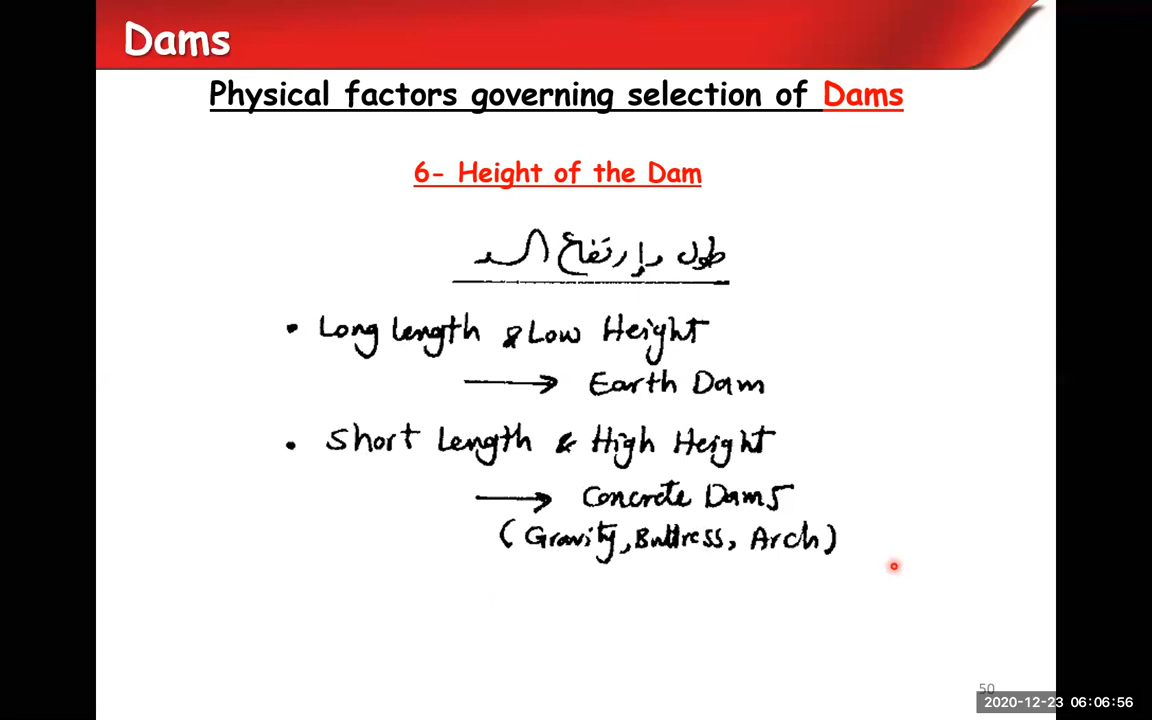 Dams
Physical factors governing selection of Dams
6- Height of the Dam
طول وإرتفاع السد
• Long Length & Low Height
→ Earth Dam
• Short Length & High Height
→ Concrete Dams
(Gravity, Buttress, Arch)
50
2020-12-23 06:06:56